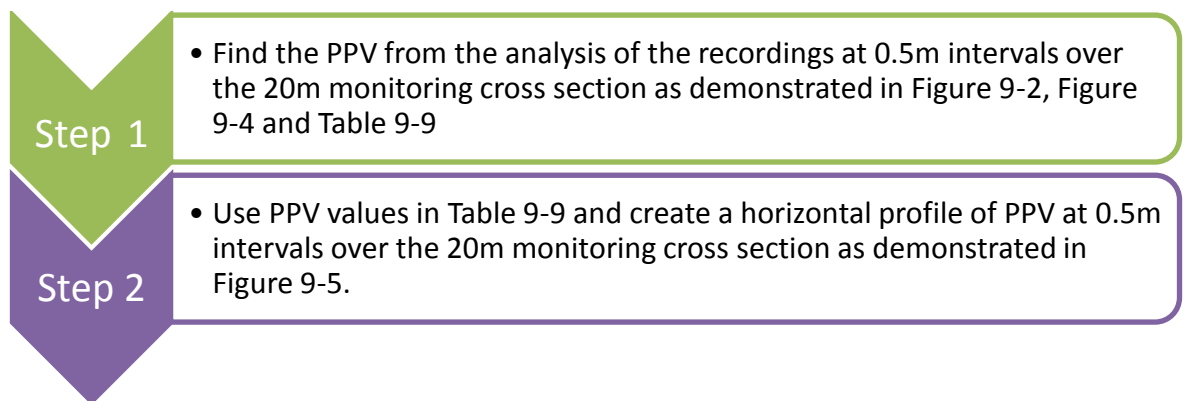 Step 1
• Find the PPV from the analysis of the recordings at 0.5m intervals over
the 20m monitoring cross section as demonstrated in Figure 9-2, Figure
9-4 and Table 9-9
Step 2
• Use PPV values in Table 9-9 and create a horizontal profile of PPV at 0.5m
intervals over the 20m monitoring cross section as demonstrated in
Figure 9-5.